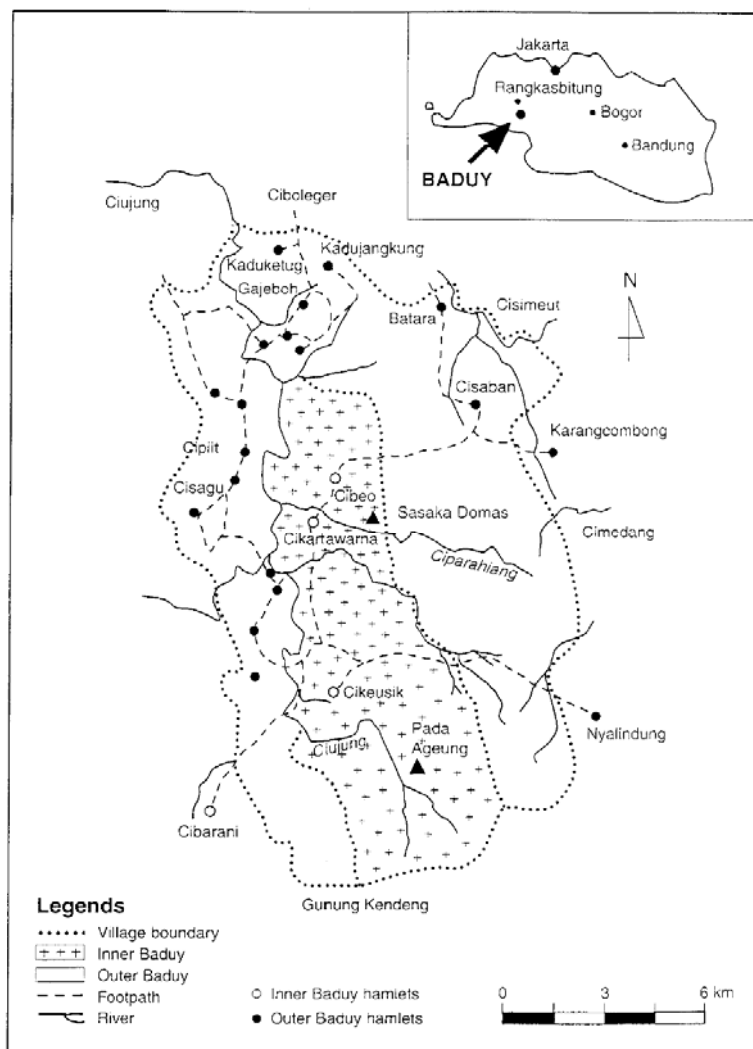 Jakarta
Rangkasbitung
Bogor
Bandung
BADUY
Ciboleger
Ciujung
Kadujangkung
Kaduketug
Gajeboh
N
Cisimeut
Batara
Cisaban
Karangcombong
Cipiit
Cisagu
Cibeo
Sasaka Domas
Cikartawarna
Cimedang
Ciparahiang
Cikeusik
Pada
Ageung
Nyalindung
Ciujung
Cibarani
Gunung Kendeng
Legends
Village boundary
Inner Baduy
Outer Baduy
Footpath
River
Inner Baduy hamlets
Outer Baduy hamlets
0 3 6 km